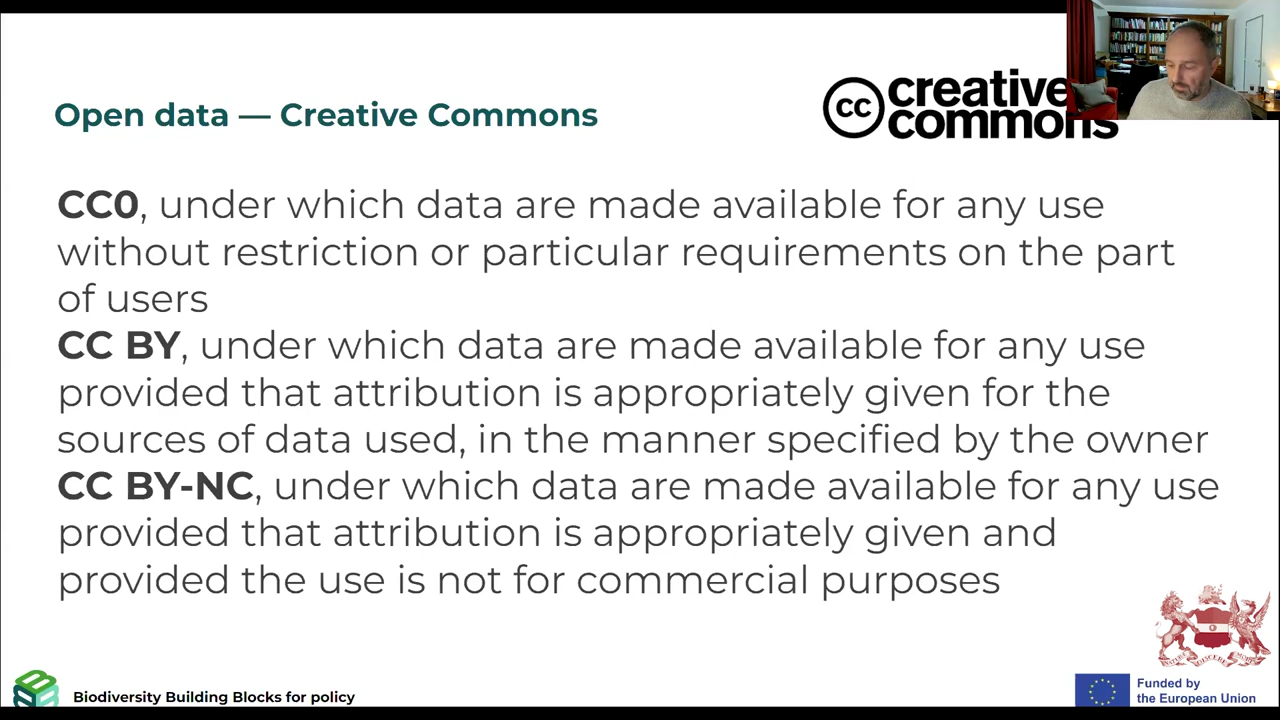 Open data — Creative Commons
cc creative
commons
CC0, under which data are made available for any use
without restriction or particular requirements on the part
of users
CC BY, under which data are made available for any use
provided that attribution is appropriately given for the
sources of data used, in the manner specified by the owner
CC BY-NC, under which data are made available for any use
provided that attribution is appropriately given and
provided the use is not for commercial purposes
Biodiversity Building Blocks for policy
Funded by
the European Union